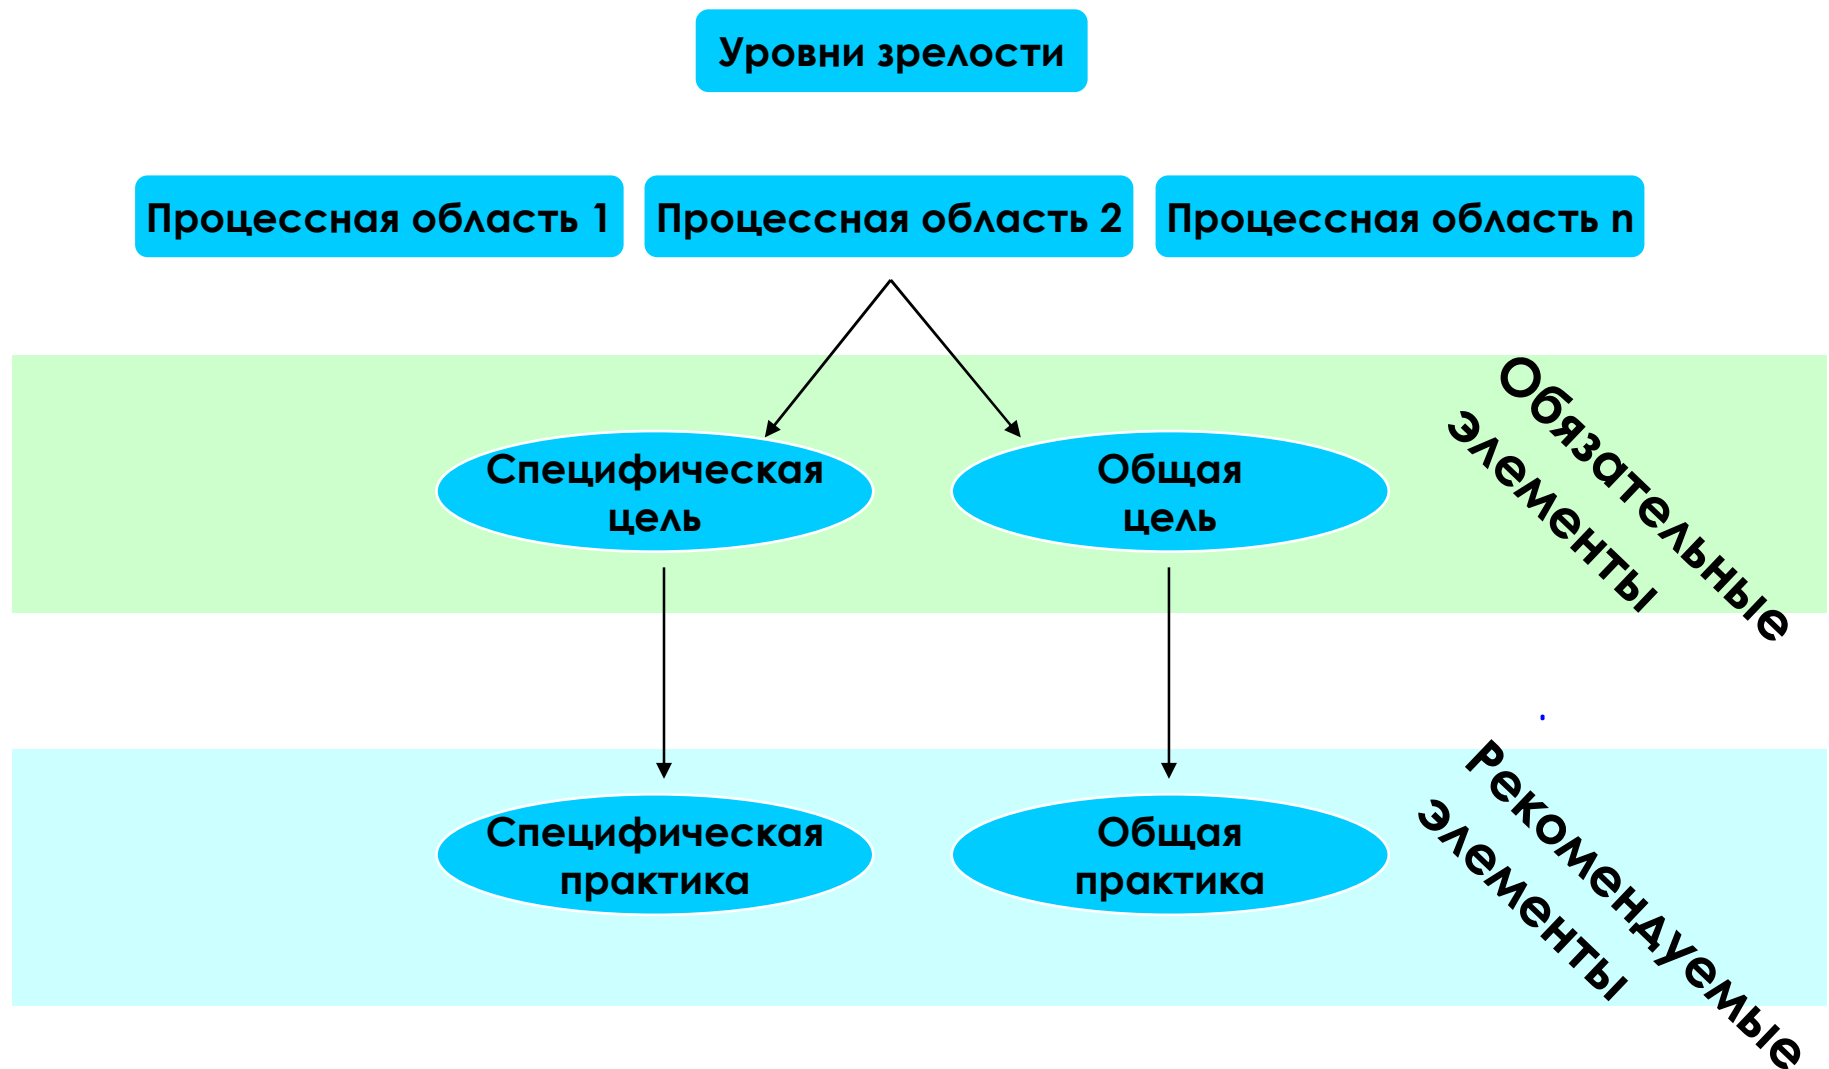 Уровни зрелости
Процессная область 1
Процессная область 2
Процессная область n
Обязательные
элементы
Специфическая
цель
Общая
цель
Рекомендуемые
элементы
Специфическая
практика
Общая
практика